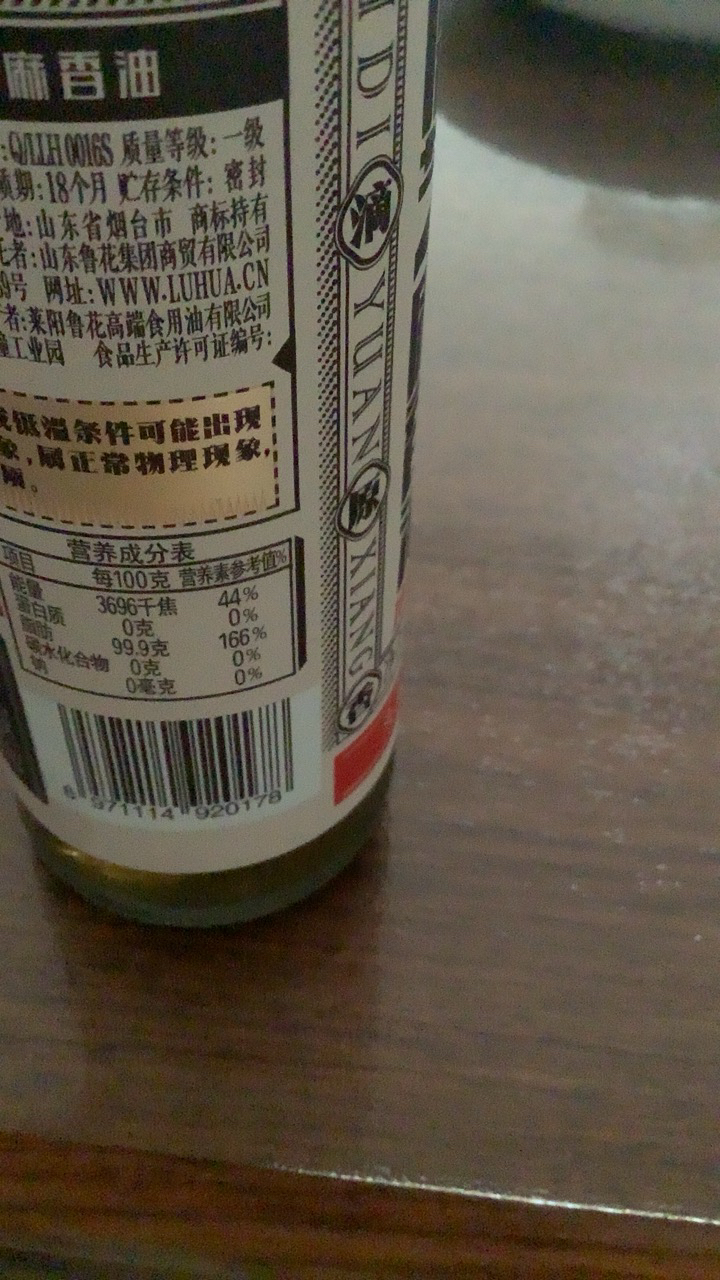 麻香油
:Q/LLH 0016S 质量等级: 一级
质期: 18个月 贮存条件: 密封
地: 山东省烟台市 商标持有
托者: 山东鲁花集团商贸有限公司
39号 网址: WWW.LUHUA.CN
者: 莱阳鲁花高端食用油有限公司
工业园 食品生产许可证编号:
低温条件可能出现
象,属正常物理现象,
顾。
营养成分表
项目 每100克 营养素参考值%
能量 3696千焦 44%
蛋白质 0克 0%
脂肪 99.9克 166%
碳水化合物 0克 0%
钠 0毫克 0%
6 971114 920178
DI 滴 YUAN 原 XIANG